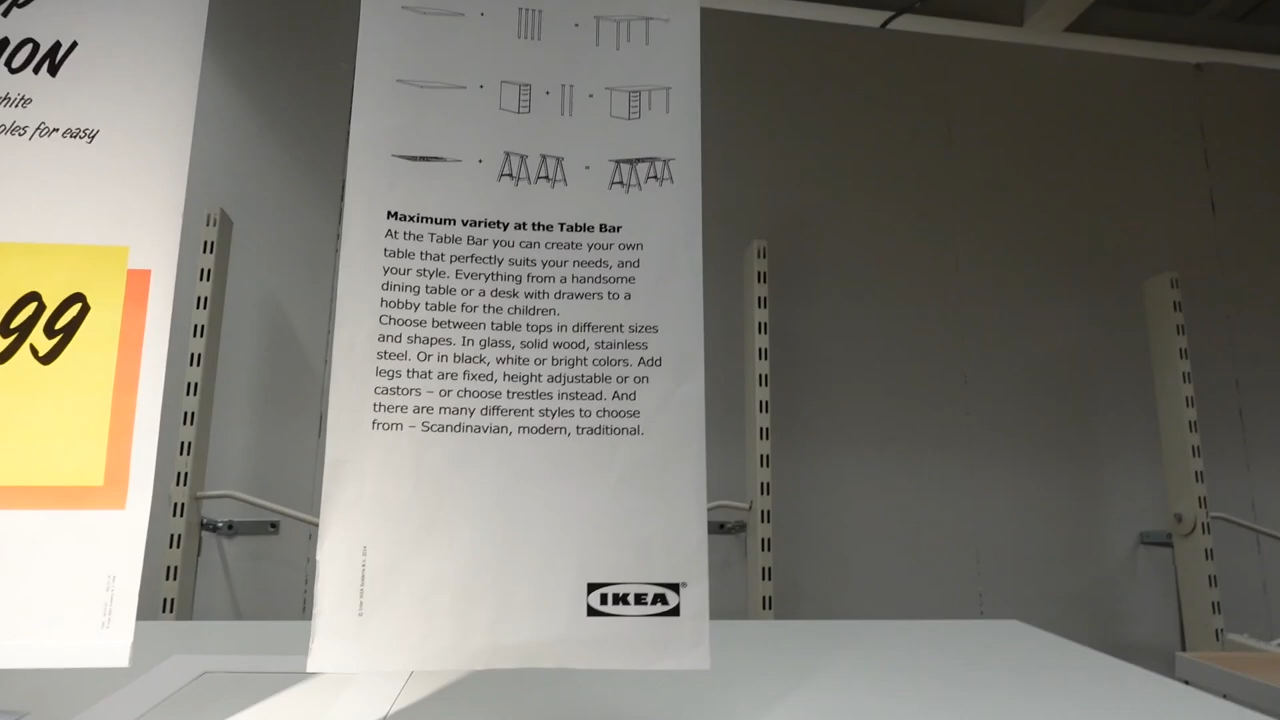 ON
white
for easy
99
Maximum variety at the Table Bar
At the Table Bar you can create your own
table that perfectly suits your needs, and
your style. Everything from a handsome
dining table or a desk with drawers to a
hobby table for the children.
Choose between table tops in different sizes
and shapes. In glass, solid wood, stainless
steel. Or in black, white or bright colors. Add
legs that are fixed, height adjustable or on
castors – or choose trestles instead. And
there are many different styles to choose
from – Scandinavian, modern, traditional.
IKEA®